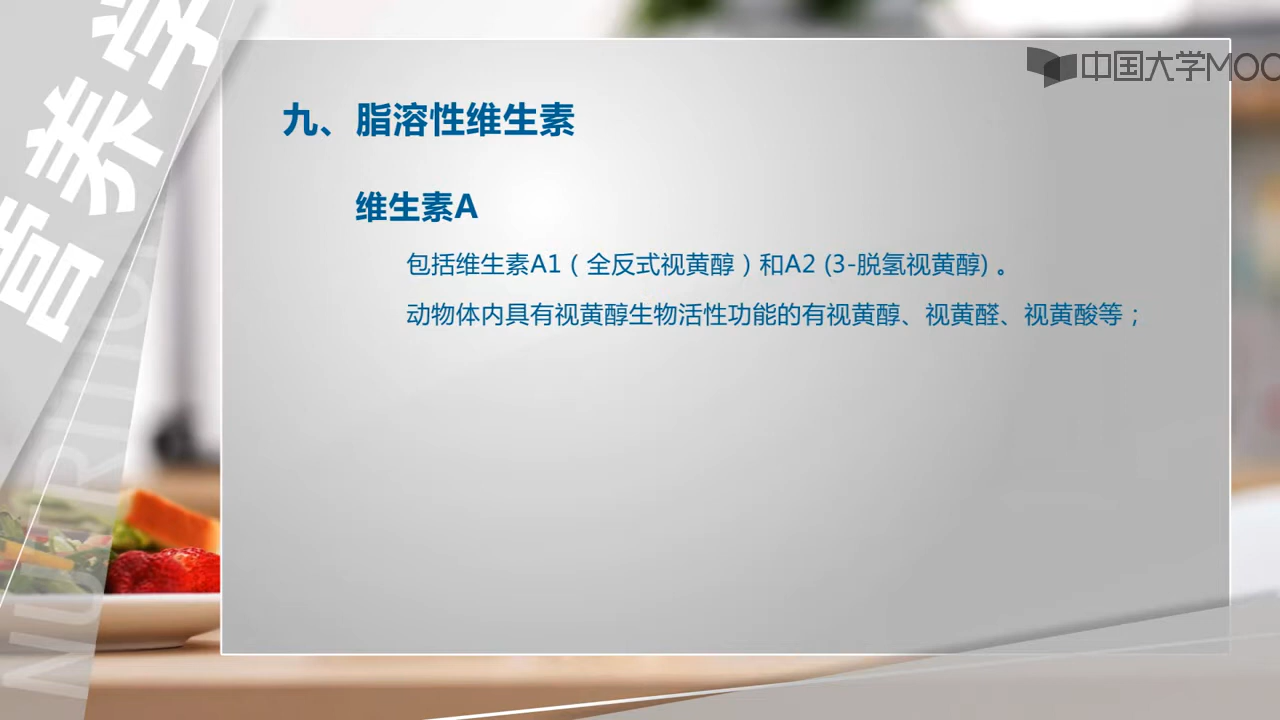 营养学
NU RITION
中国大学MOO
九、脂溶性维生素
维生素A
包括维生素A1（全反式视黄醇）和A2 (3-脱氢视黄醇) 。
动物体内具有视黄醇生物活性功能的有视黄醇、视黄醛、视黄酸等；